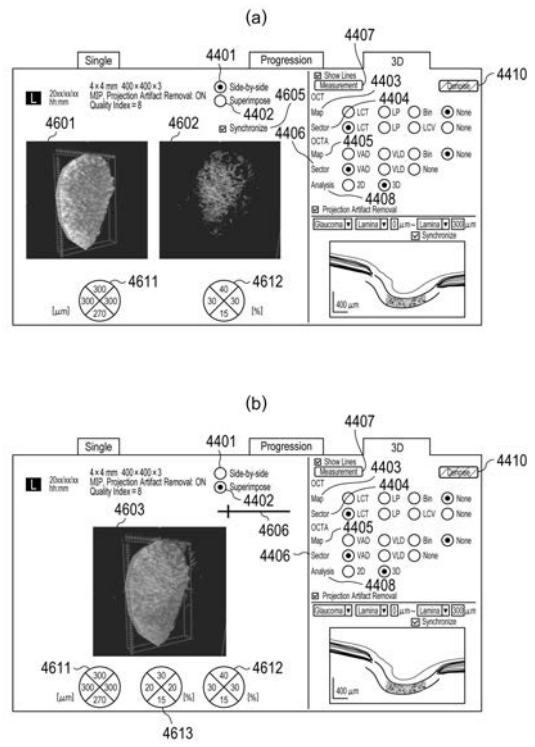 (a)
4401
4407
Single
Progression
3D
4410
L
20xx/xx/xx
hh:mm
4×4 mm 400×400×3
MIP, Projection Artifact Removal: ON
Quality Index = 8
Side-by-side
Superimpose
4402
4605
Synchronize
4601
4602
Show Lines
Measurement
4403
Denoise
OCT
4404
Map LCT LP Bin None
Sector LCT LP LCV None
4406
OCTA 4405
Map VAD VLD Bin None
Sector VAD VLD None
Analysis 2D 3D
4408
Projection Artifact Removal
Glaucoma Lamina 0 μm~ Lamina 300 μm
Synchronize
400 μm
4611
4612
[μm]
300
300 300
270
40
30 30
15
[%]
(b)
4401
4407
Single
Progression
3D
4410
L
20xx/xx/xx
hh:mm
4×4 mm 400×400×3
MIP, Projection Artifact Removal: ON
Quality Index = 8
Side-by-side
Superimpose
4402
4606
4603
Show Lines
Measurement
4403
Denoise
OCT
4404
Map LCT LP Bin None
Sector LCT LP LCV None
OCTA
4405
Map VAD VLD Bin None
4406
Sector VAD VLD None
Analysis 2D 3D
4408
Projection Artifact Removal
Glaucoma Lamina 0 μm~ Lamina 300 μm
Synchronize
400 μm
4611
4612
[μm]
300
300 300
270
30
20 20
15
[%]
40
30 30
15
[%]
4613